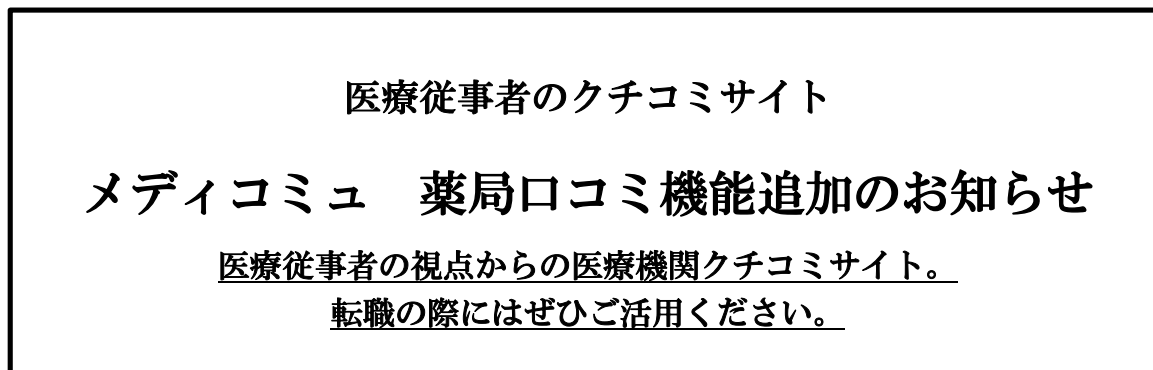 医療従事者のクチコミサイト
メディコミュ　薬局口コミ機能追加のお知らせ
医療従事者の視点からの医療機関クチコミサイト。
転職の際にはぜひご活用ください。